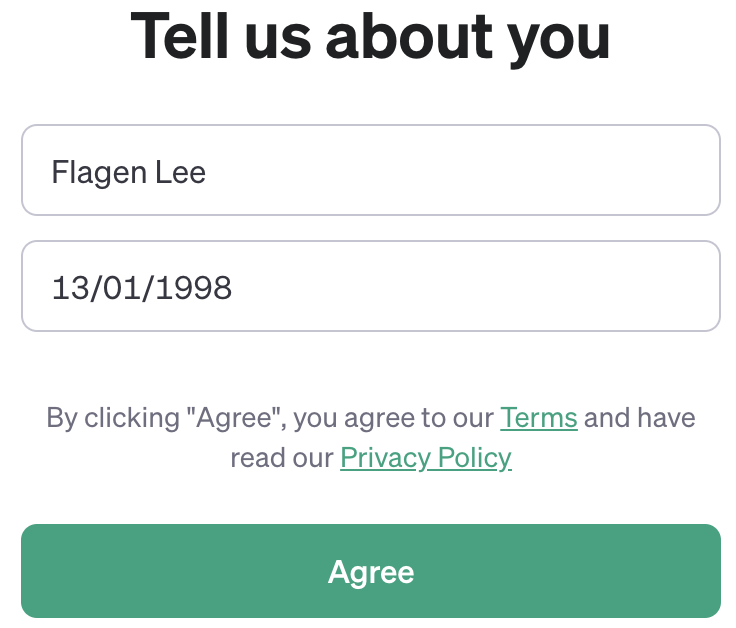 Tell us about you
Flagen Lee
13/01/1998
By clicking "Agree", you agree to our Terms and have
read our Privacy Policy
Agree